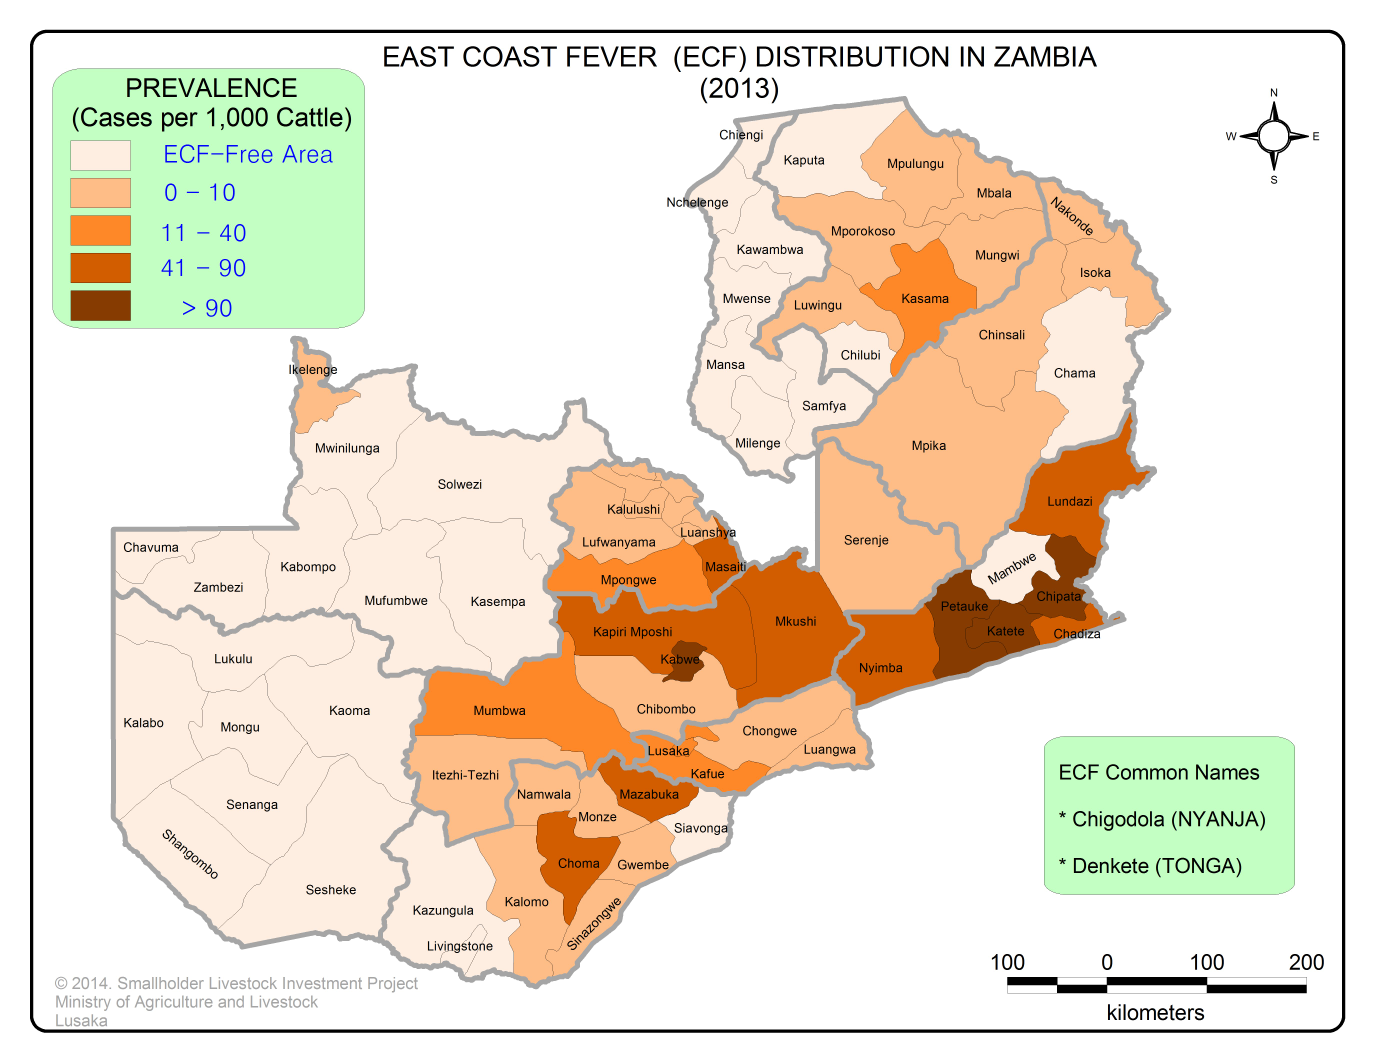 EAST COAST FEVER (ECF) DISTRIBUTION IN ZAMBIA
(2013)
PREVALENCE
(Cases per 1,000 Cattle)
ECF-Free Area
0 - 10
11 - 40
41 - 90
> 90
N
W
E
S
Chiengi
Kaputa
Mpulungu
Mbala
Nchelenge
Nakonde
Mporokoso
Kawambwa
Mungwi
Isoka
Mwense
Luwingu
Kasama
Chinsali
Chilubi
Mansa
Chama
Ikelenge
Samfya
Milenge
Mpika
Mwinilunga
Solwezi
Lundazi
Kalulushi
Luanshya
Lufwanyama
Serenje
Chavuma
Masaiti
Kabompo
Mambwe
Zambezi
Mpongwe
Mufumbwe
Kasempa
Chipata
Petauke
Mkushi
Kapiri Mposhi
Katete
Chadiza
Lukulu
Kabwe
Nyimba
Kaoma
Mumbwa
Chibombo
Kalabo
Mongu
Chongwe
Lusaka
Luangwa
Itezhi-Tezhi
Kafue
Namwala
Mazabuka
Senanga
Monze
Siavonga
Shangombo
Choma
Gwembe
Sesheke
Kalomo
Kazungula
Sinazongwe
Livingstone
ECF Common Names
* Chigodola (NYANJA)
* Denkete (TONGA)
100 0 100 200
kilometers
© 2014. Smallholder Livestock Investment Project
Ministry of Agriculture and Livestock
Lusaka